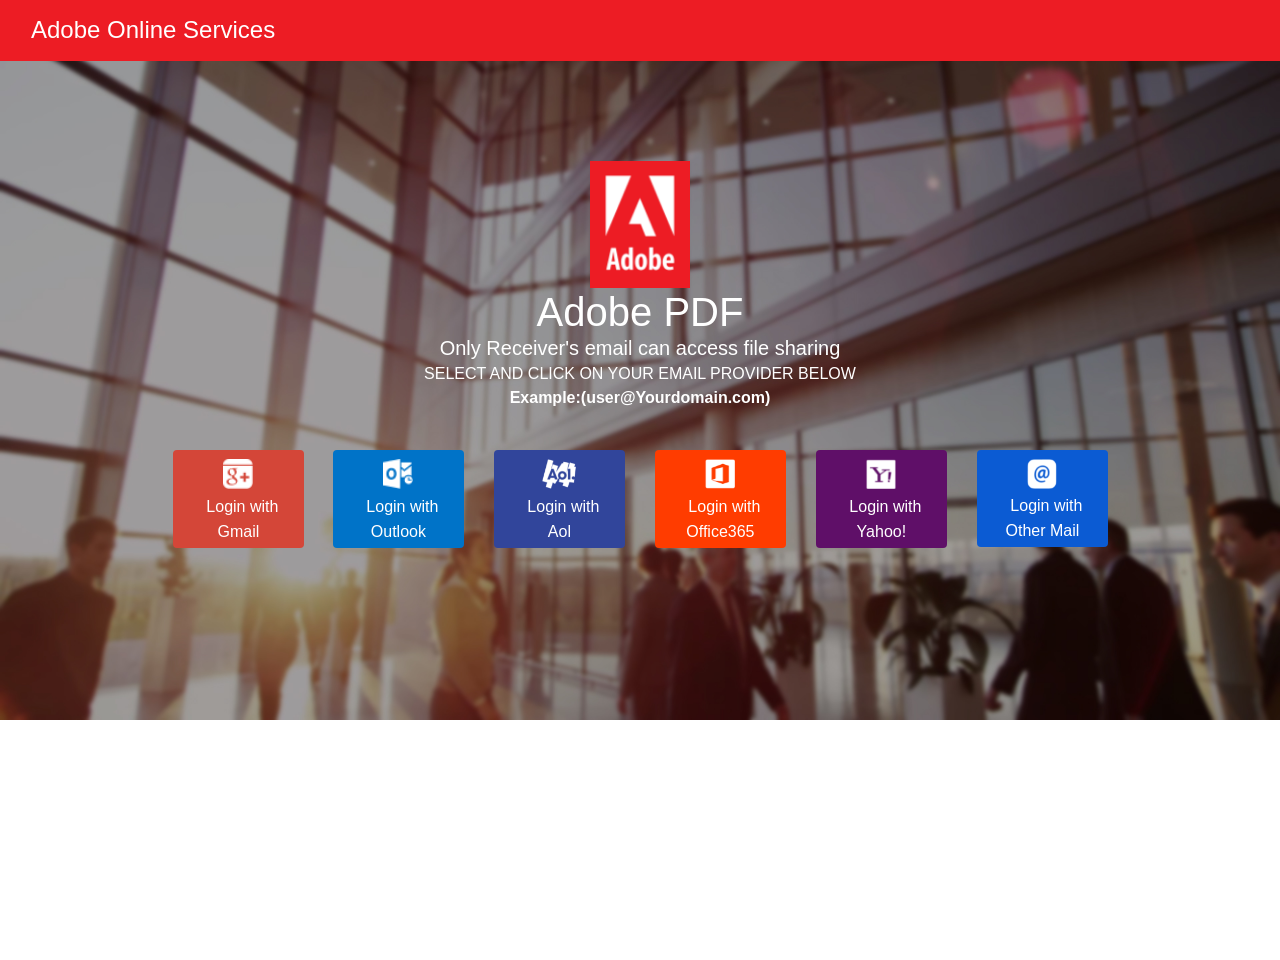 Adobe Online Services
Adobe
Adobe PDF
Only Receiver's email can access file sharing
SELECT AND CLICK ON YOUR EMAIL PROVIDER BELOW
Example:(user@Yourdomain.com)
g+
Login with
Gmail
O
Login with
Outlook
Aol!
Login with
Aol
Login with
Office365
Y!
Login with
Yahoo!
@
Login with
Other Mail